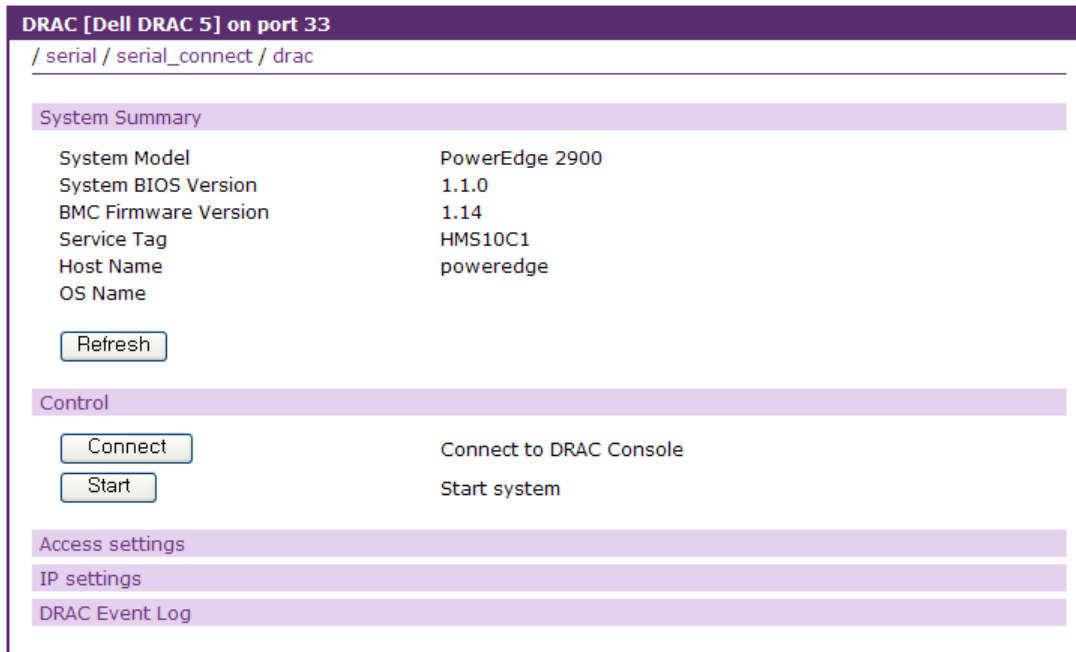 DRAC [Dell DRAC 5] on port 33
/ serial / serial_connect / drac
System Summary
System Model PowerEdge 2900
System BIOS Version 1.1.0
BMC Firmware Version 1.14
Service Tag HMS10C1
Host Name poweredge
OS Name
Refresh
Control
Connect Connect to DRAC Console
Start Start system
Access settings
IP settings
DRAC Event Log